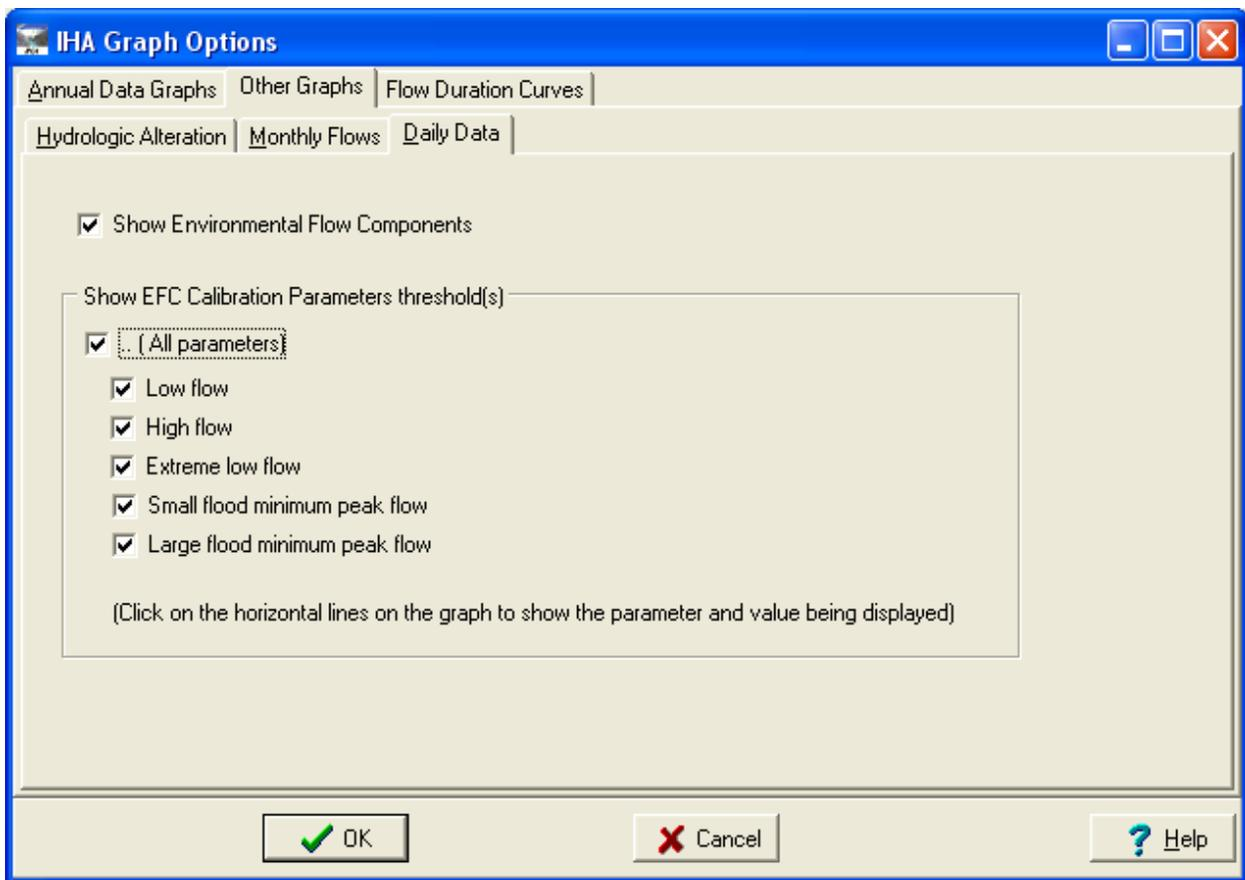 IHA Graph Options
Annual Data Graphs Other Graphs Flow Duration Curves
Hydrologic Alteration Monthly Flows Daily Data
Show Environmental Flow Components
Show EFC Calibration Parameters threshold(s)
.. ( All parameters)
Low flow
High flow
Extreme low flow
Small flood minimum peak flow
Large flood minimum peak flow
(Click on the horizontal lines on the graph to show the parameter and value being displayed)
OK Cancel Help